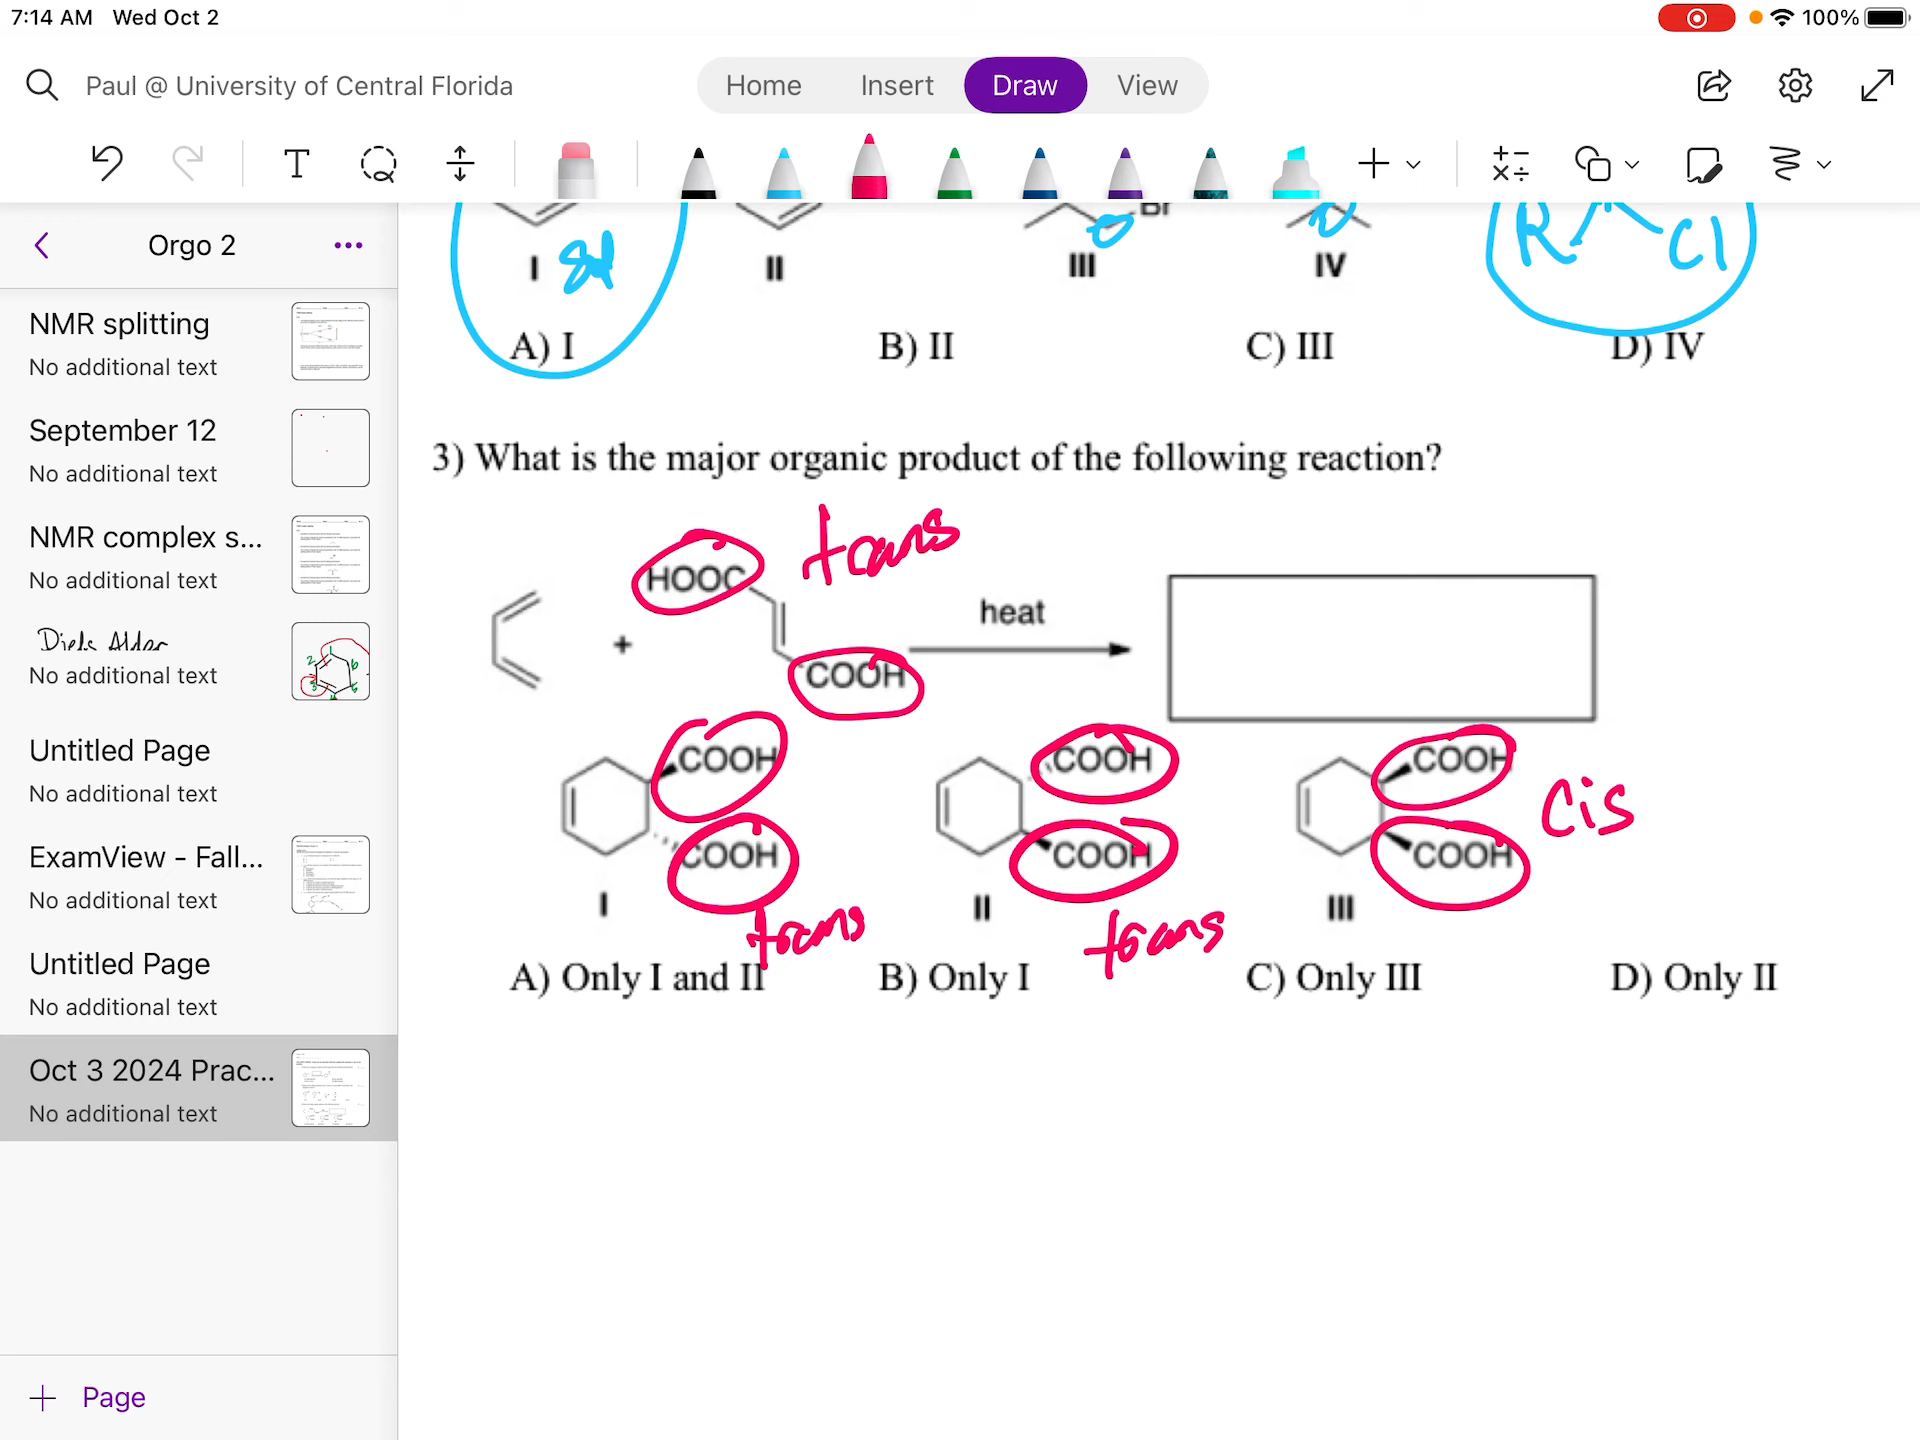 7:14 AM Wed Oct 2
100%
Paul @ University of Central Florida
Home Insert Draw View
T
Orgo 2
NMR splitting
No additional text
September 12
No additional text
NMR complex s...
No additional text
Diels Alder
No additional text
Untitled Page
No additional text
ExamView - Fall...
No additional text
Untitled Page
No additional text
Oct 3 2024 Prac...
No additional text
Page
Br
R Cl
I II III IV
A) I B) II C) III D) IV
3) What is the major organic product of the following reaction?
trans
HOOC
+ heat
COOH
COOH COOH COOH
cis
COOH COOH COOH
I II III
trans trans
A) Only I and II B) Only I C) Only III D) Only II